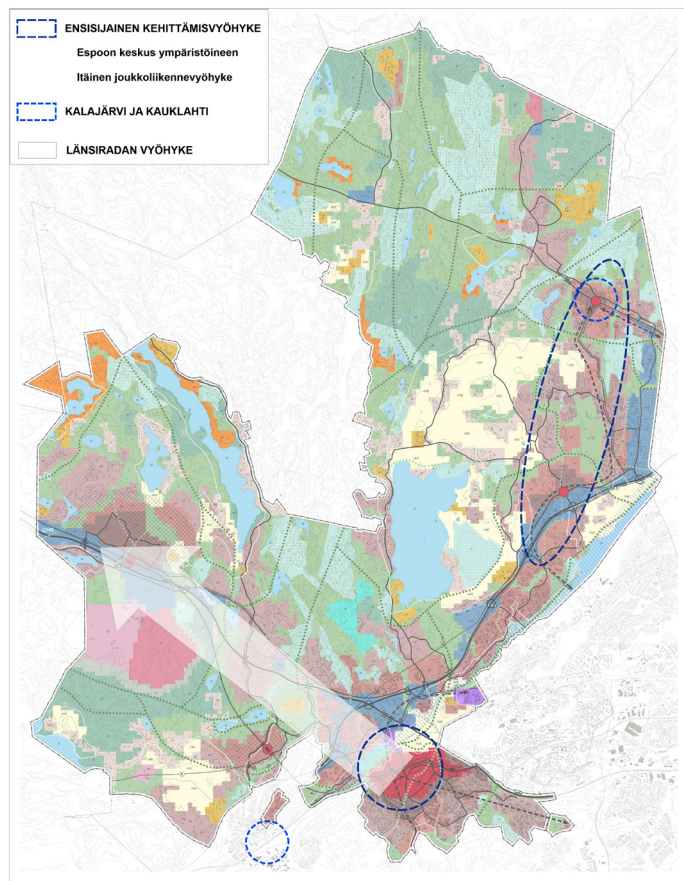 ENSISIJAINEN KEHITTÄMISVYÖHYKE
Espoon keskus ympäristöineen
Itäinen joukkoliikennevyöhyke
KALAJÄRVI JA KAUKLAHTI
LÄNSIRADAN VYÖHYKE